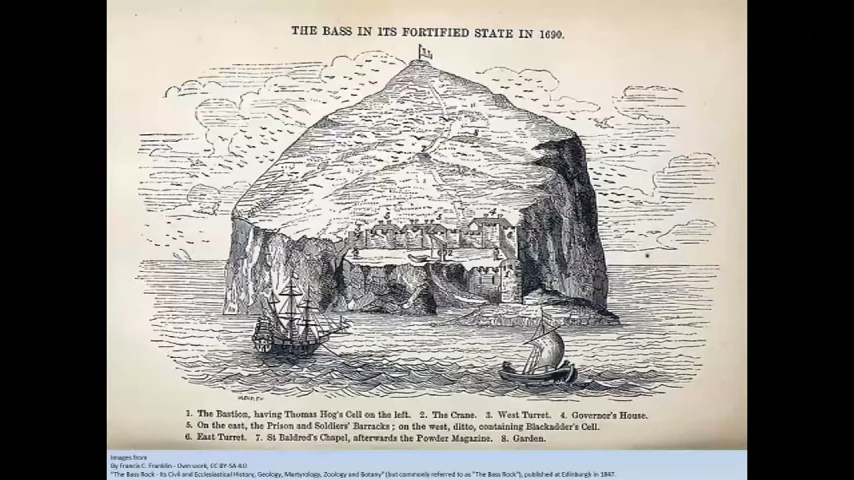 THE BASS IN ITS FORTIFIED STATE IN 1690.
1. The Bastion, having Thomas Hog's Cell on the left. 2. The Crane. 3. West Turret. 4. Governor's House.
5. On the east, the Prison and Soldiers' Barracks; on the west, ditto, containing Blackadder's Cell.
6. East Turret. 7. St Baldred's Chapel, afterwards the Powder Magazine. 8. Garden.
Images from
By Francis C. Franklin - Own work, CC BY-SA 4.0
"The Bass Rock - Its Civil and Ecclesiastical History, Geology, Martyrology, Zoology and Botany" (but commonly referred to as "The Bass Rock"), published at Edinburgh in 1847.